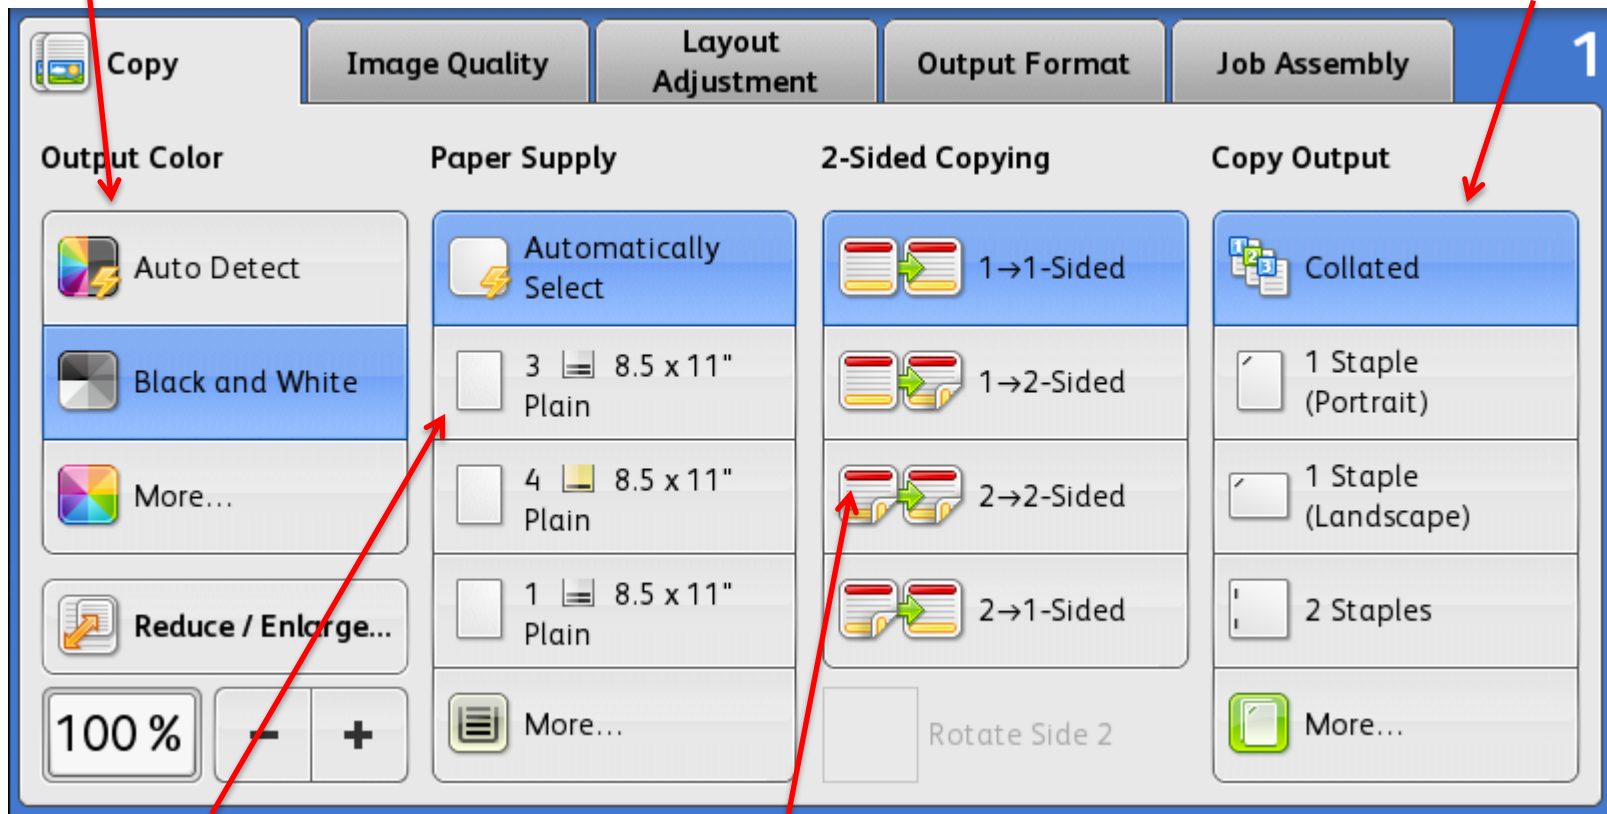 Copy
Image Quality
Layout
Adjustment
Output Format
Job Assembly
1
Output Color
Auto Detect
Black and White
More...
Reduce / Enlarge...
100 %
- +
Paper Supply
Automatically
Select
3 8.5 x 11"
Plain
4 8.5 x 11"
Plain
1 8.5 x 11"
Plain
More...
2-Sided Copying
1→1-Sided
1→2-Sided
2→2-Sided
2→1-Sided
Rotate Side 2
Copy Output
1 2 3
Collated
1 Staple
(Portrait)
1 Staple
(Landscape)
2 Staples
More...